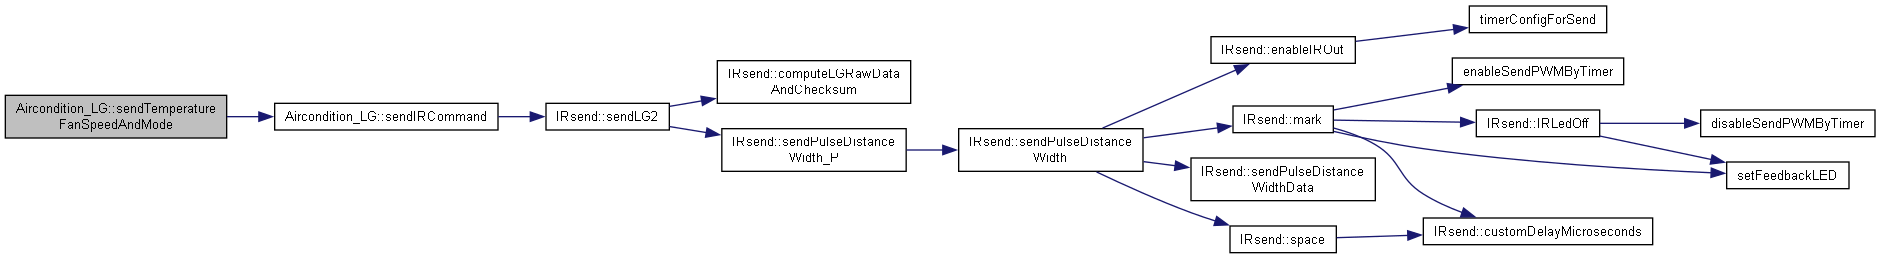 Aircondition_LG::sendTemperature
FanSpeedAndMode
Aircondition_LG::sendIRCommand
IRsend::sendLG2
IRsend::computeLGRawData
AndChecksum
IRsend::sendPulseDistance
Width_P
IRsend::sendPulseDistance
Width
IRsend::enableIROut
timerConfigForSend
IRsend::mark
enableSendPWMByTimer
IRsend::IRLedOff
disableSendPWMByTimer
setFeedbackLED
IRsend::sendPulseDistance
WidthData
IRsend::space
IRsend::customDelayMicroseconds